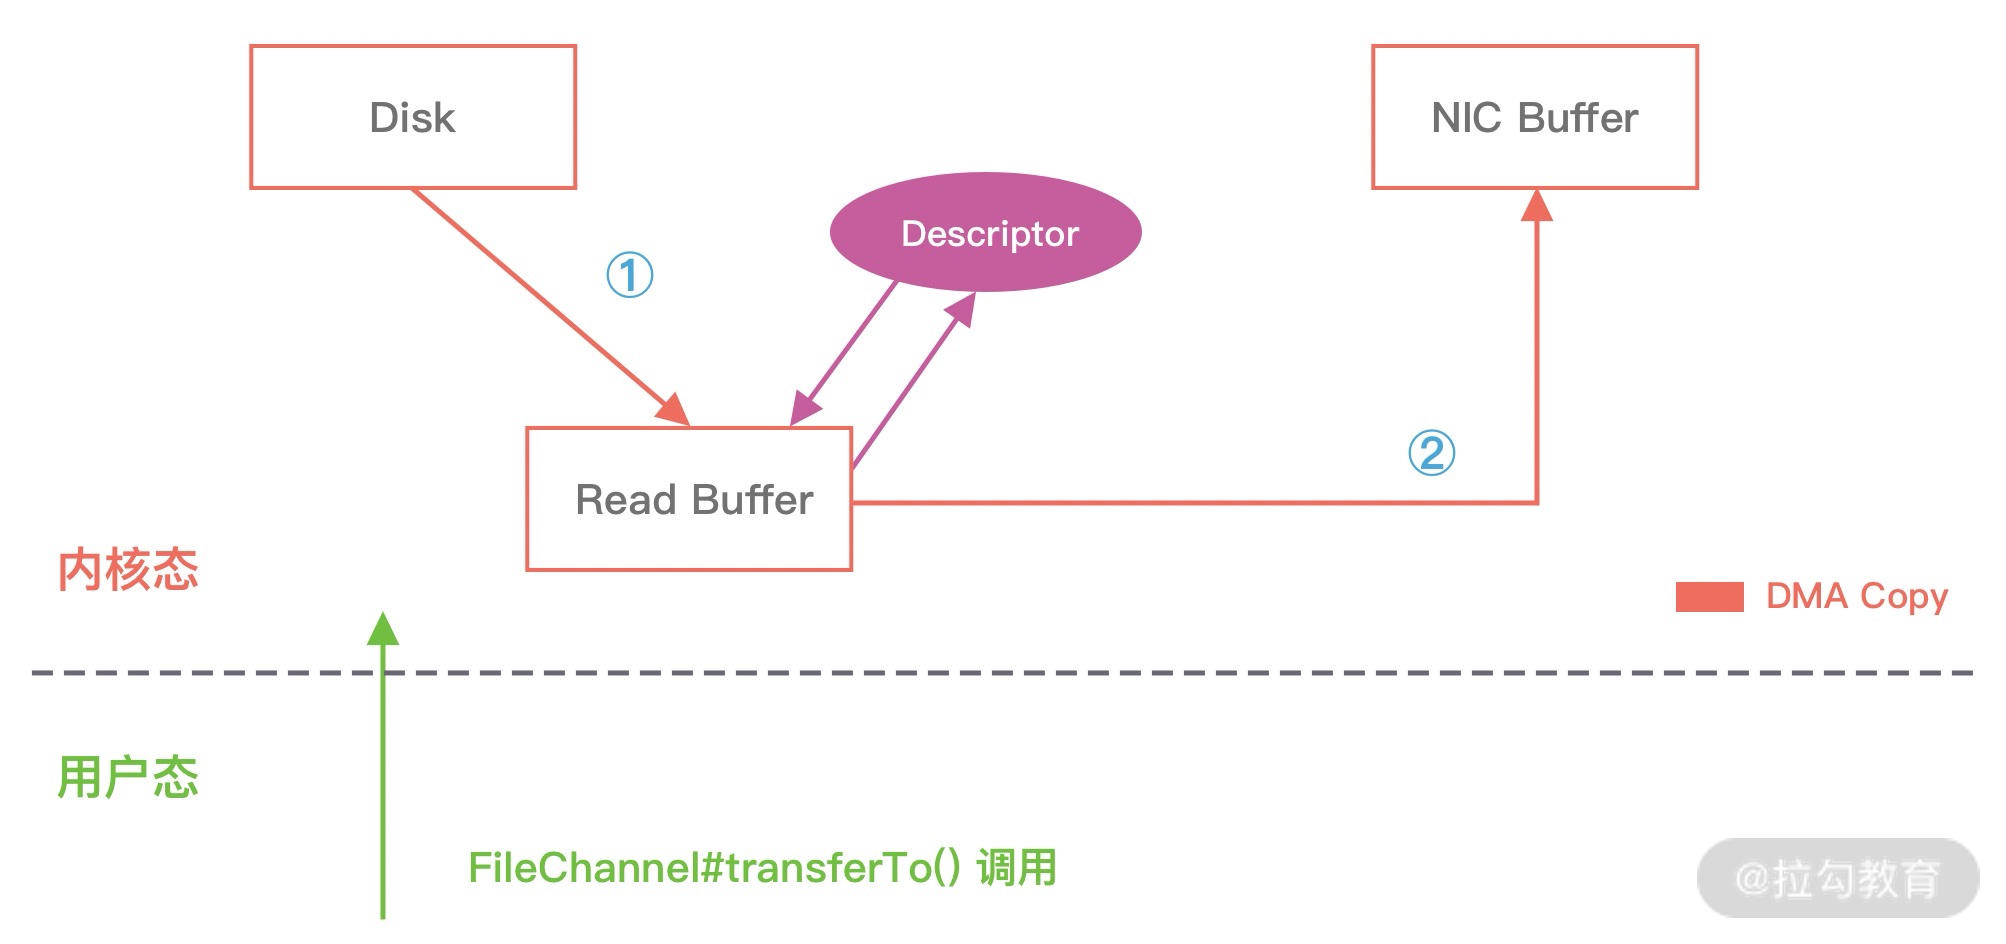 Disk
NIC Buffer
Descriptor
①
②
Read Buffer
内核态
DMA Copy
用户态
FileChannel#transferTo() 调用
@拉勾教育